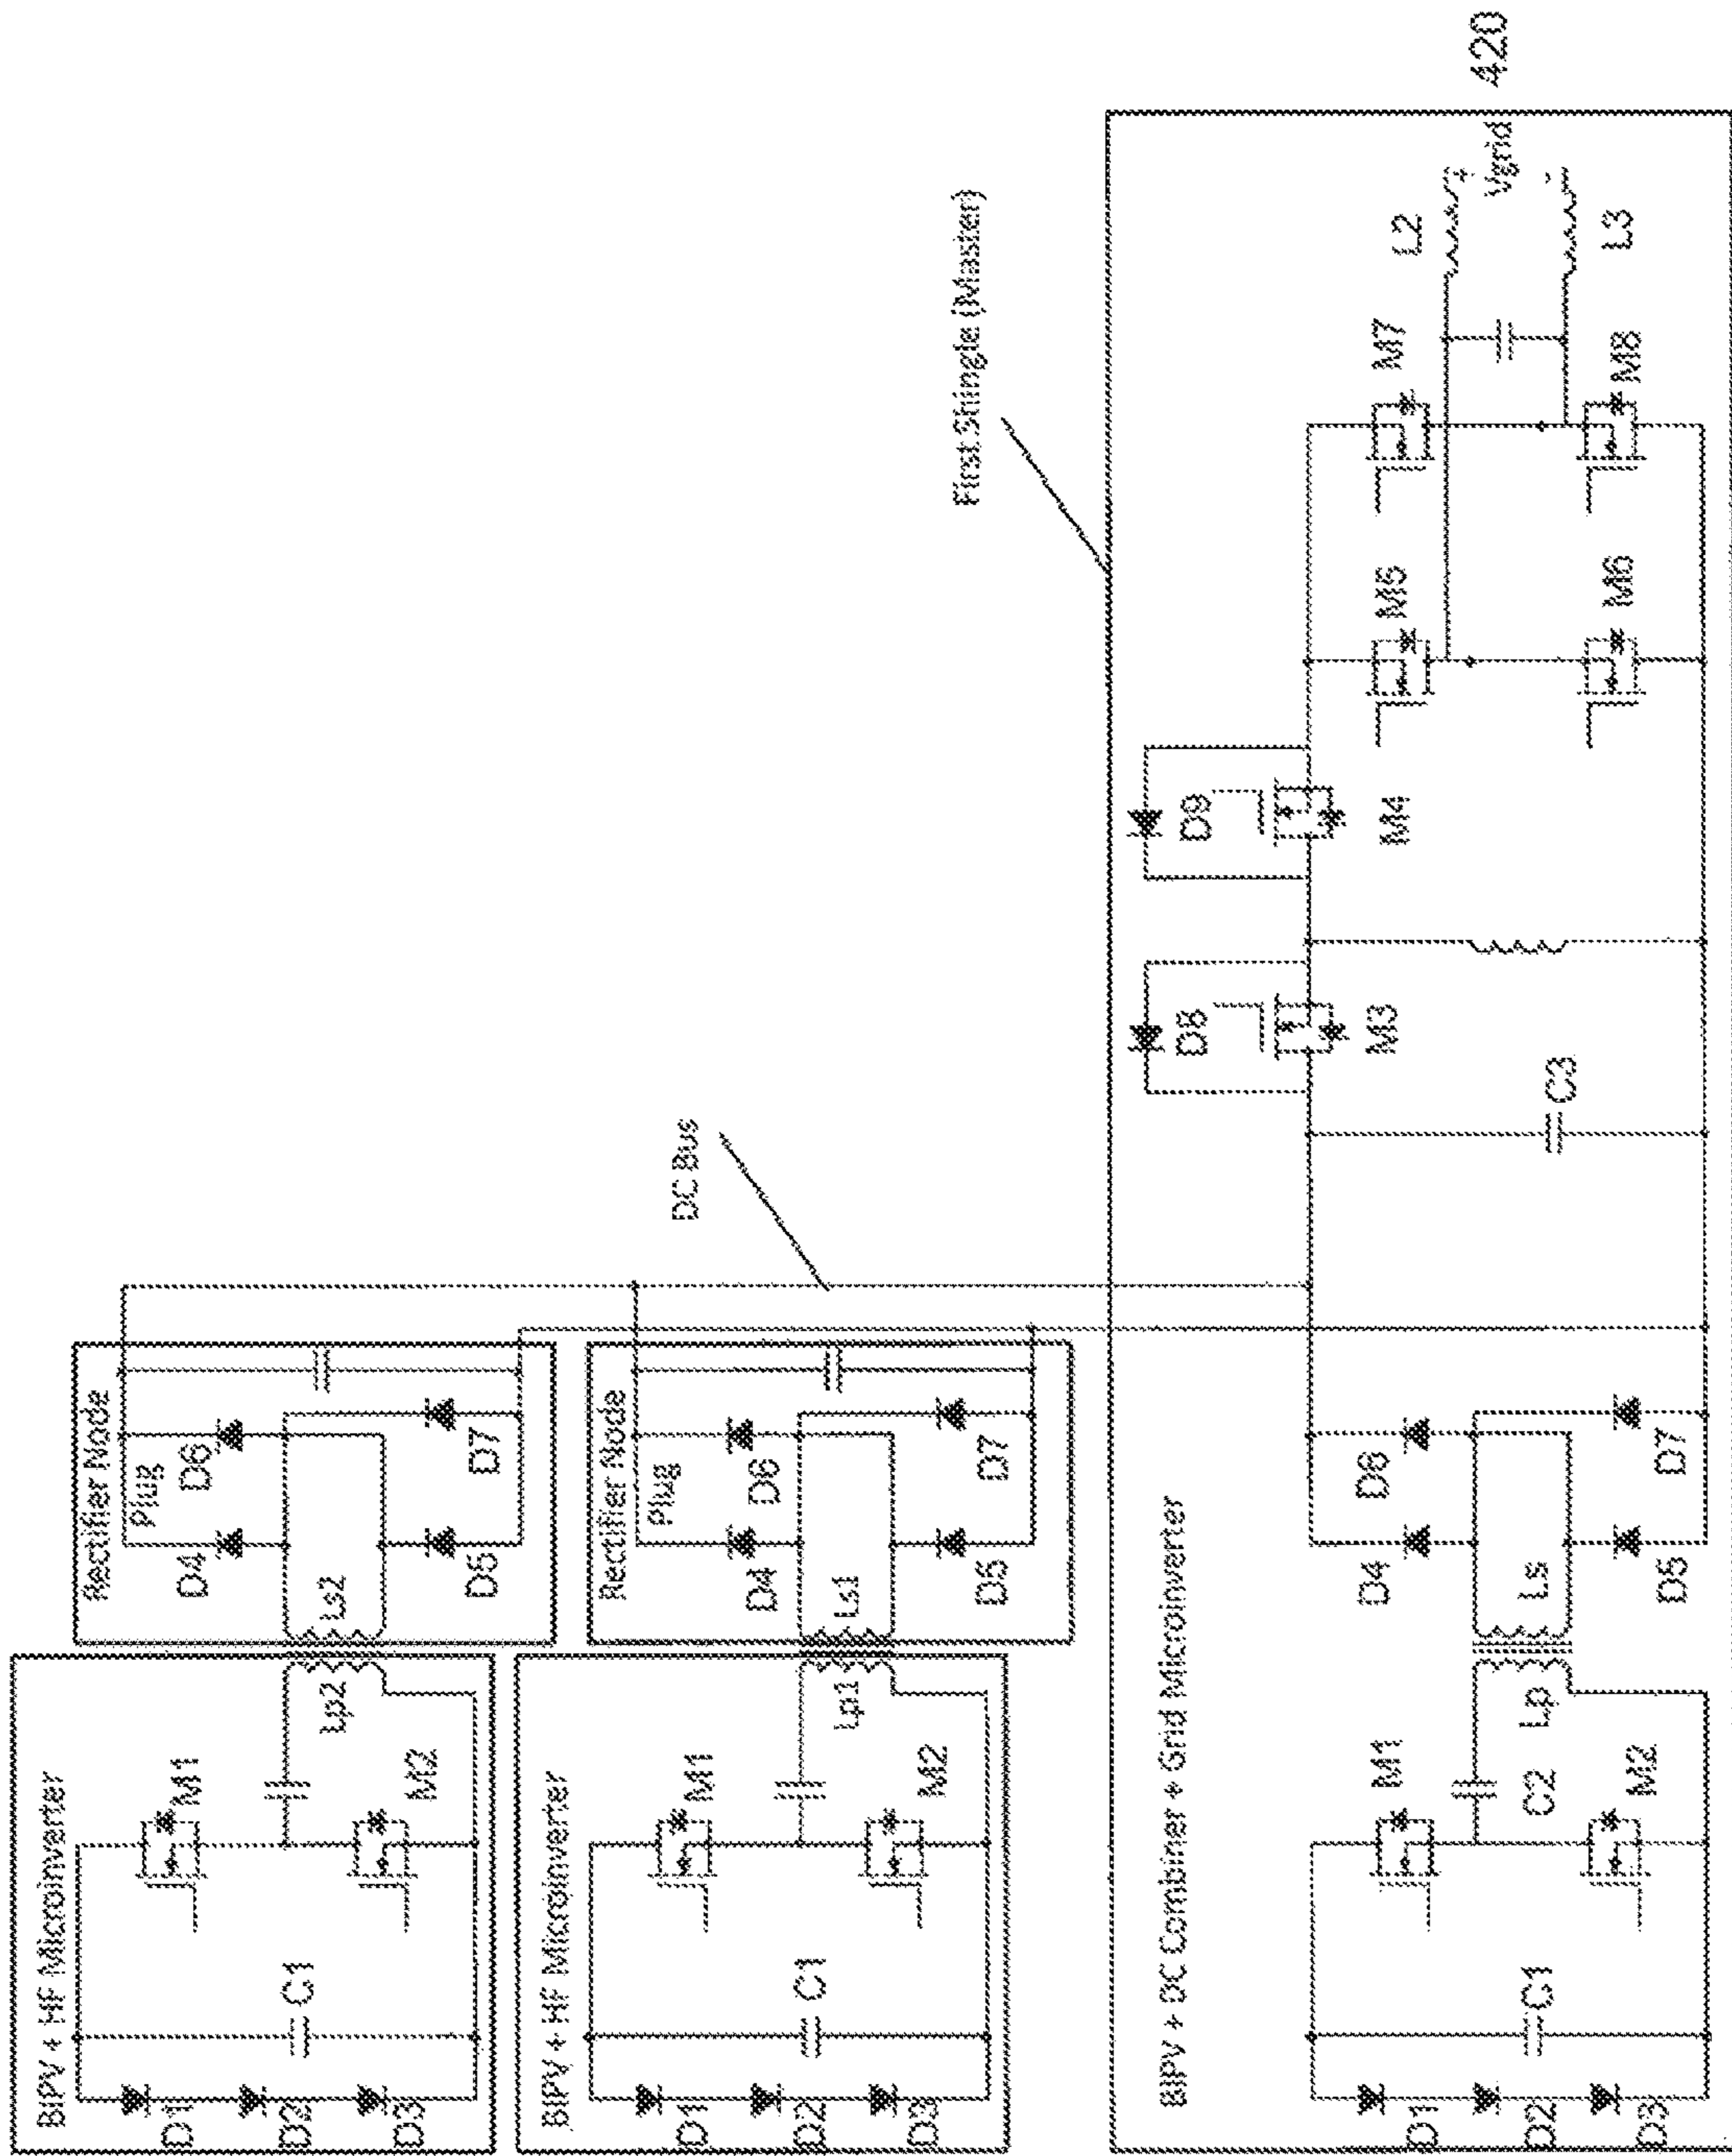 BIPV + HF Microinverter
D1
D2
D3
C1
M1
M2
Lp2
Rectifier Node
Plug
D4
D6
Ls2
D5
D7
BIPV + HF Microinverter
D1
D2
D3
C1
M1
M2
Lp1
Rectifier Node
Plug
D4
D6
Ls1
D5
D7
DC Bus
First Shingle (Master)
BIPV + DC Combiner + Grid Microinverter
D1
D2
D3
C1
M1
C2
M2
Lp
Ls
D4
D6
D5
D7
C3
D8
M3
D9
M4
M5
M6
M7
M8
L2
L3
+
Vgrid
-
420